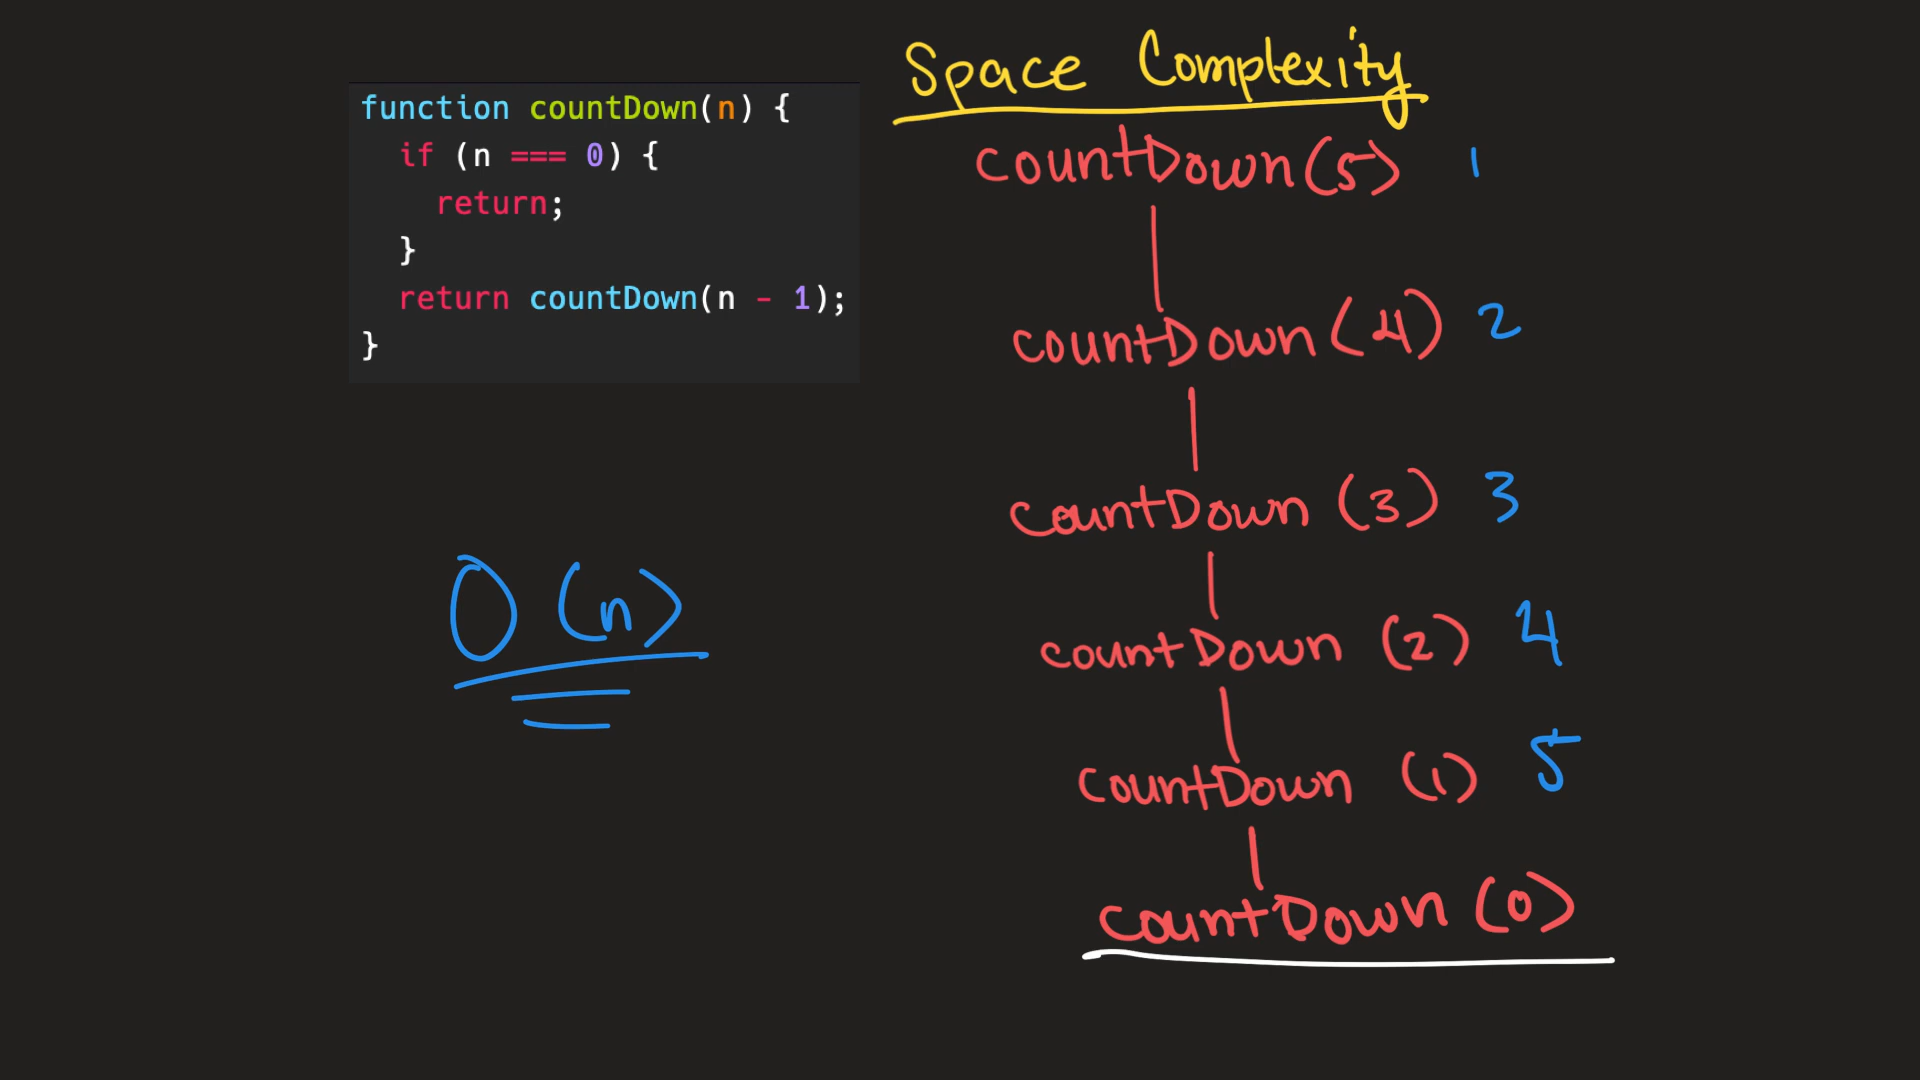 function countDown(n) {
if (n === 0) {
return;
}
return countDown(n - 1);
}
O(n)
Space Complexity
countDown(5) 1
countDown(4) 2
countDown(3) 3
countDown(2) 4
countDown(1) 5
countDown(0)